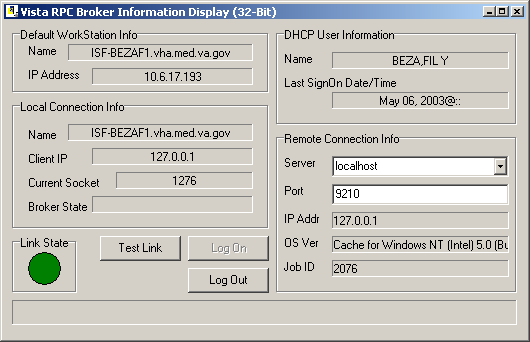 Vista RPC Broker Information Display (32-Bit)
Default WorkStation Info
Name ISF-BEZAF1.vha.med.va.gov
IP Address 10.6.17.193
Local Connection Info
Name ISF-BEZAF1.vha.med.va.gov
Client IP 127.0.0.1
Current Socket 1276
Broker State
Link State
Test Link
Log On
Log Out
DHCP User Information
Name BEZA,FIL Y
Last SignOn Date/Time
May 06, 2003@::
Remote Connection Info
Server localhost
Port 9210
IP Addr 127.0.0.1
OS Ver Cache for Windows NT (Intel) 5.0 (Bu
Job ID 2076